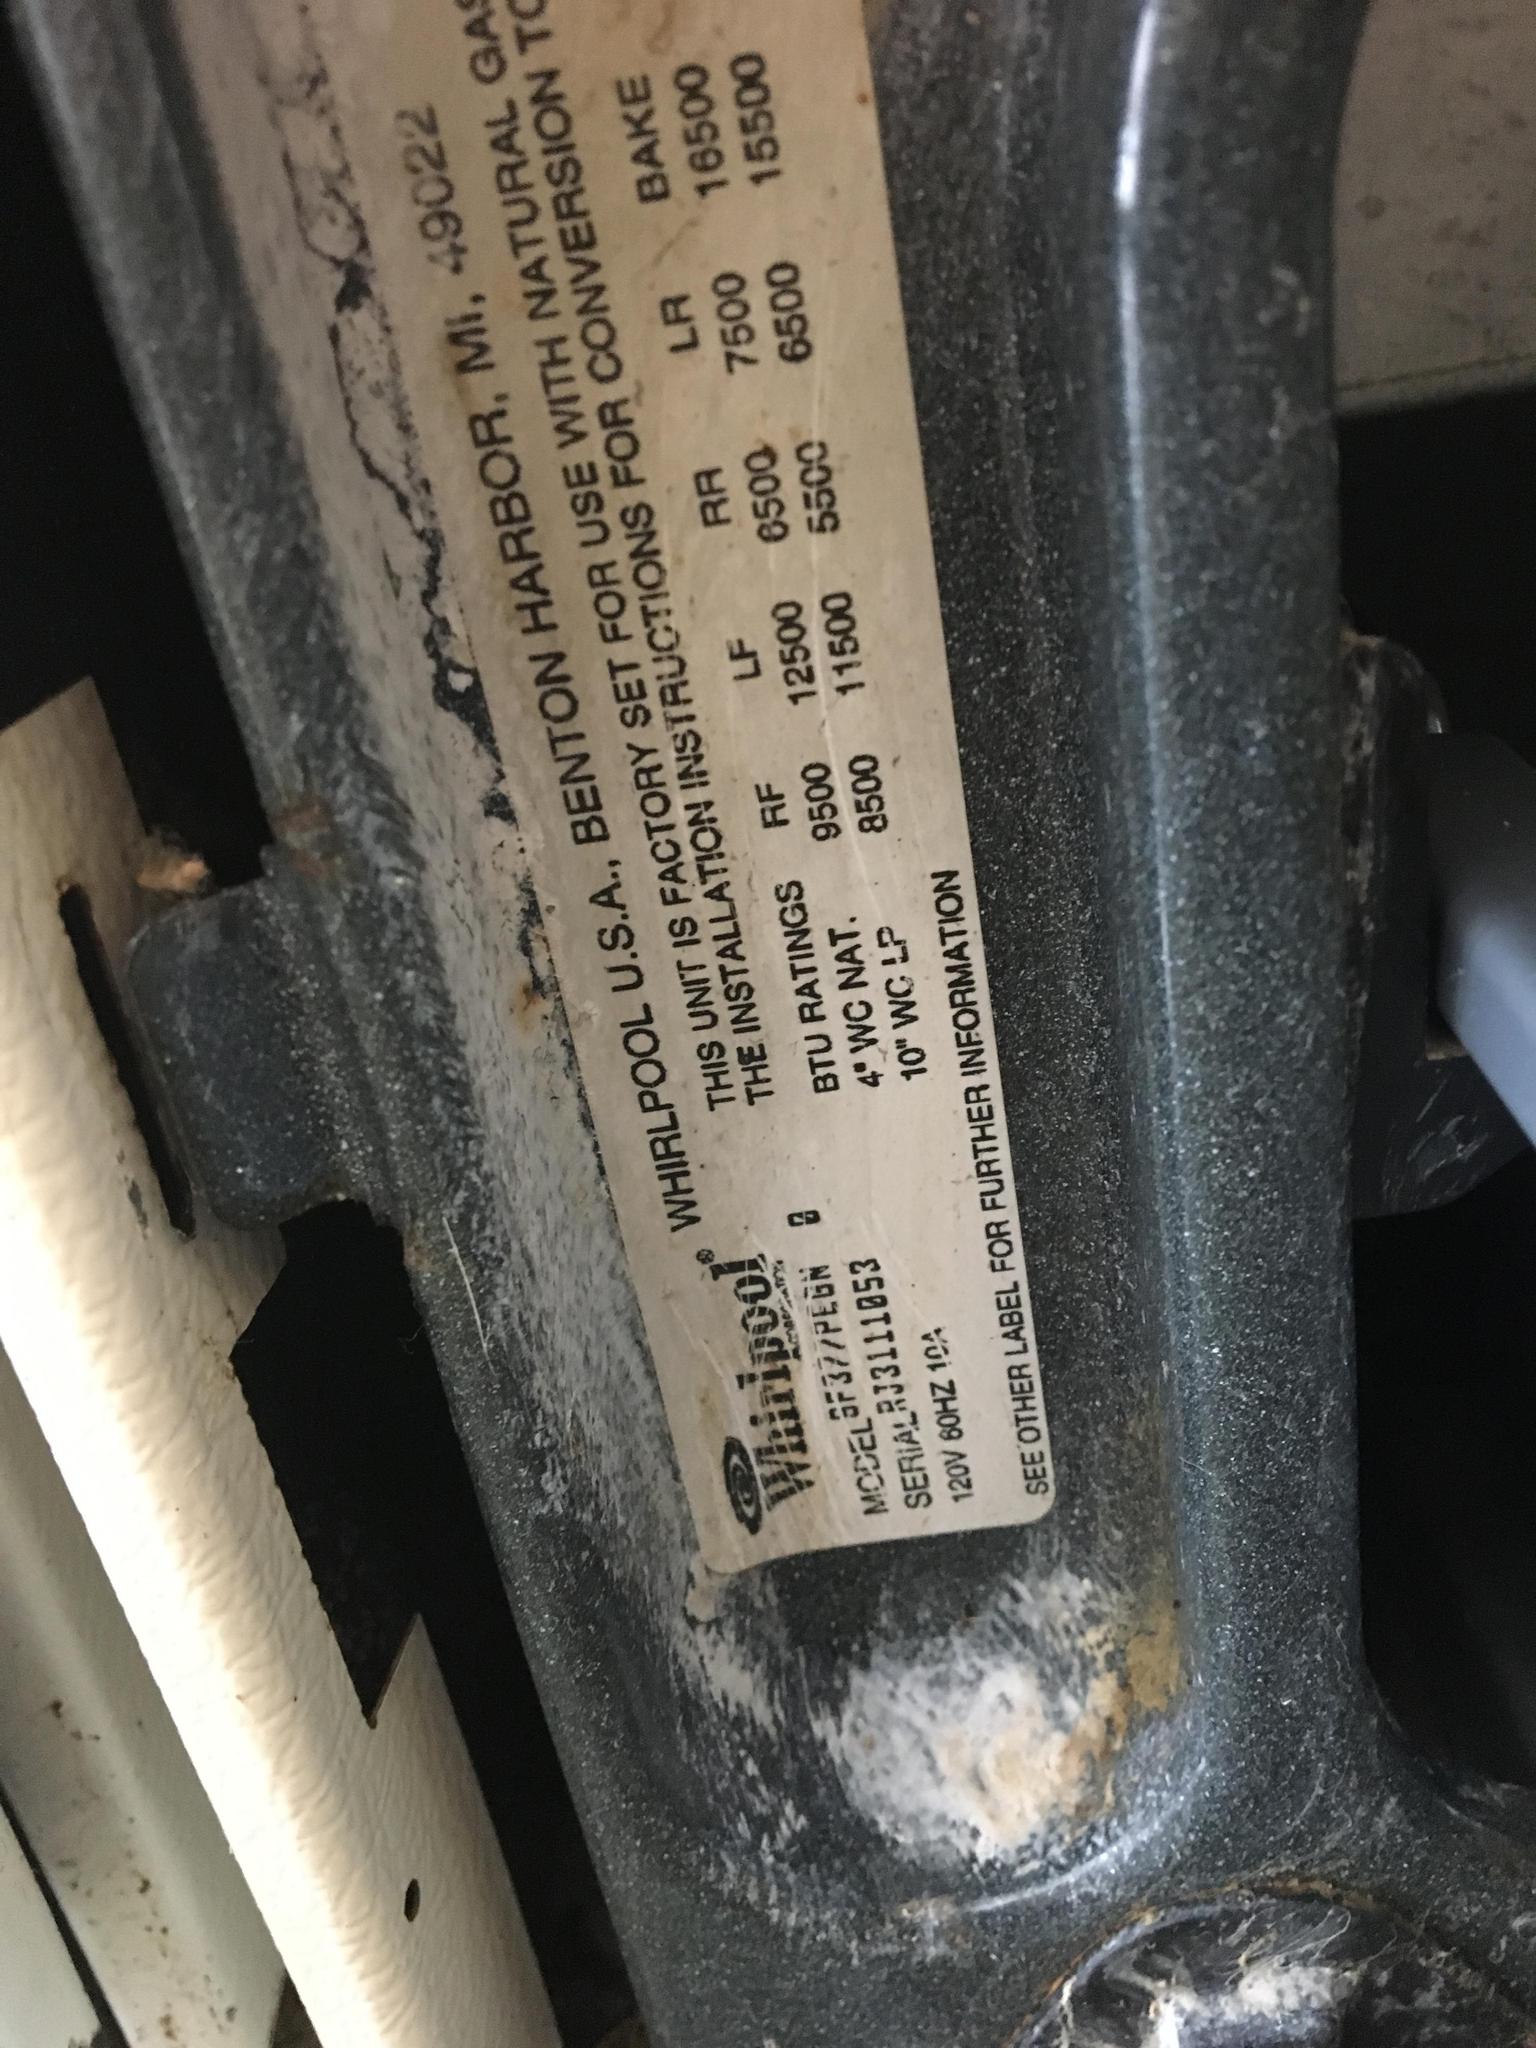 WHIRLPOOL U.S.A., BENTON HARBOR, MI, 49022
THIS UNIT IS FACTORY SET FOR USE WITH NATURAL GAS
THE INSTALLATION INSTRUCTIONS FOR CONVERSION TO
Whirlpool®
BTU RATINGS RF LF RR LR BAKE
4" WC NAT. 9500 12500 6500 7500 16500
10" WC LP 8500 11500 5500 6500 15500
MODEL
SERIAL RJ3111053
120V 60HZ 10A
SEE OTHER LABEL FOR FURTHER INFORMATION